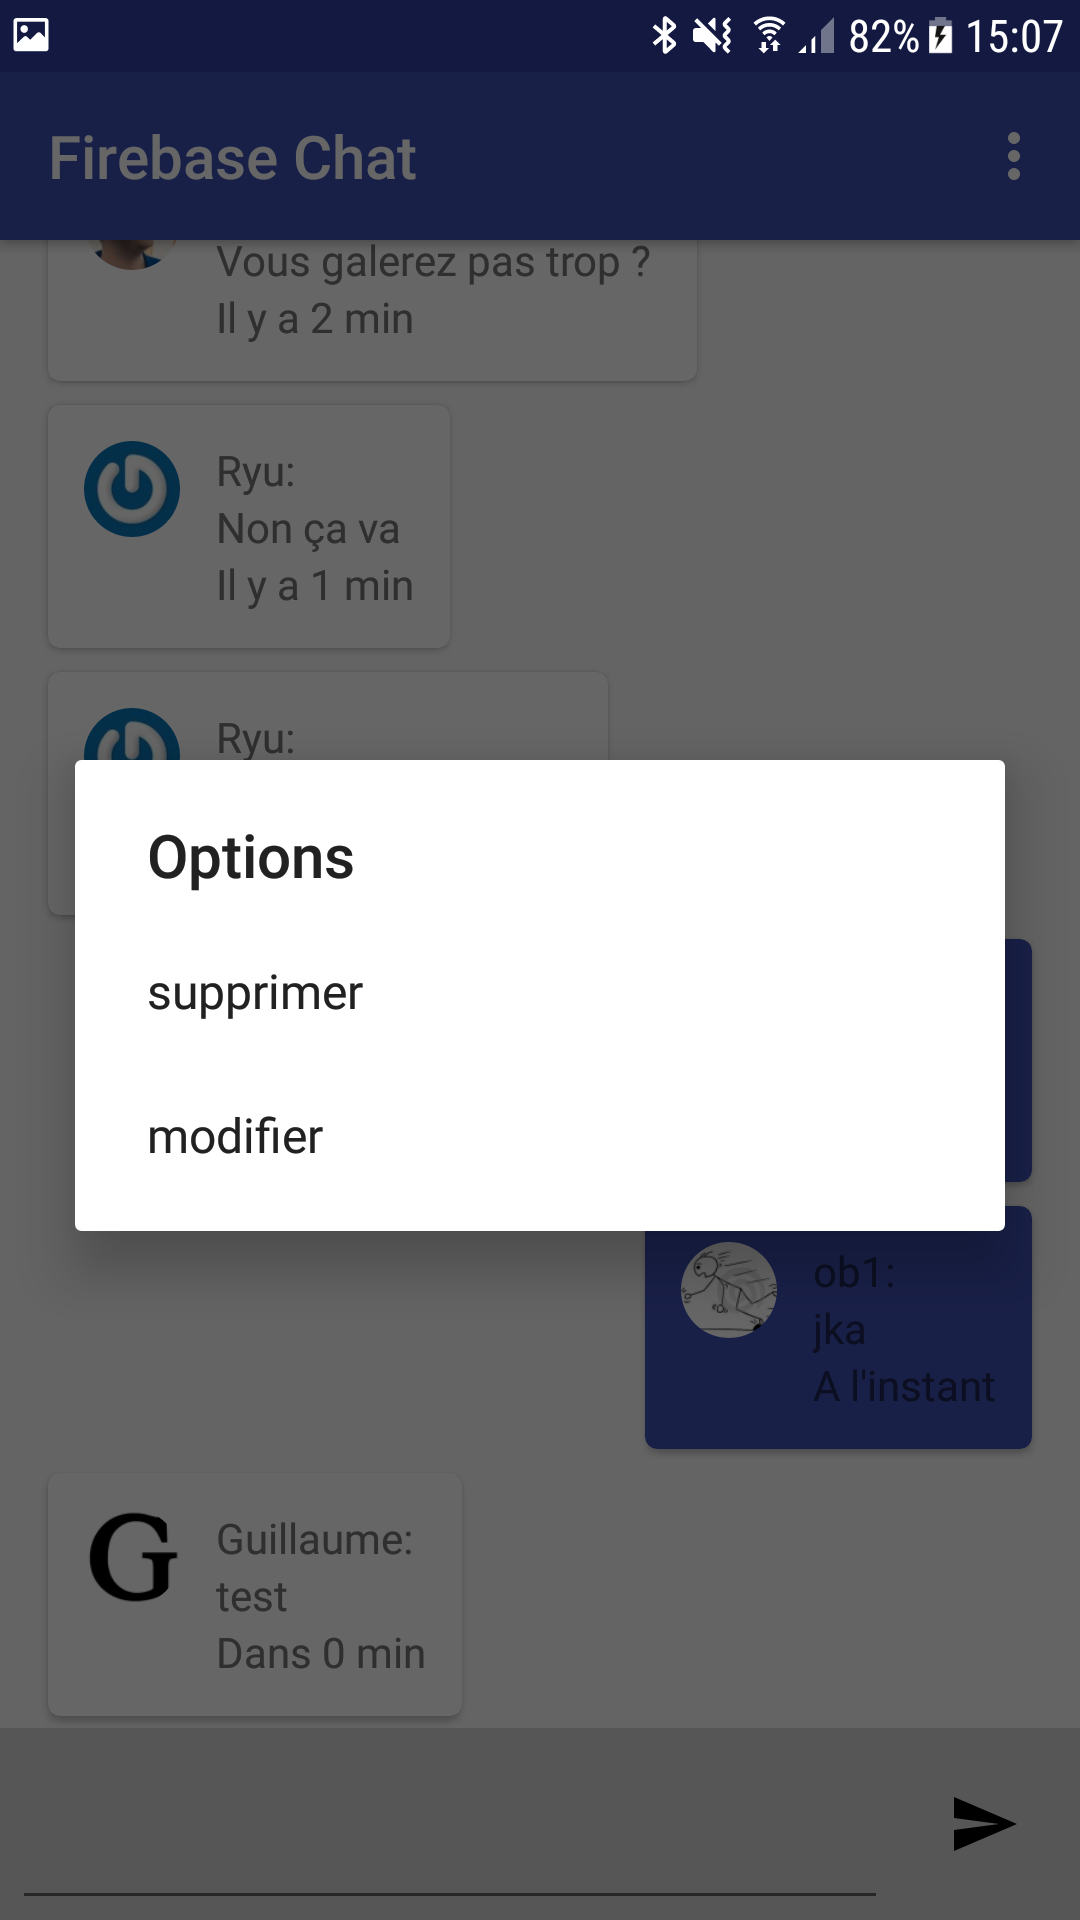 82% 15:07
Firebase Chat
Vous galerez pas trop ?
Il y a 2 min
Ryu:
Non ça va
Il y a 1 min
Ryu:
Options
supprimer
modifier
ob1:
jka
A l'instant
G
Guillaume:
test
Dans 0 min